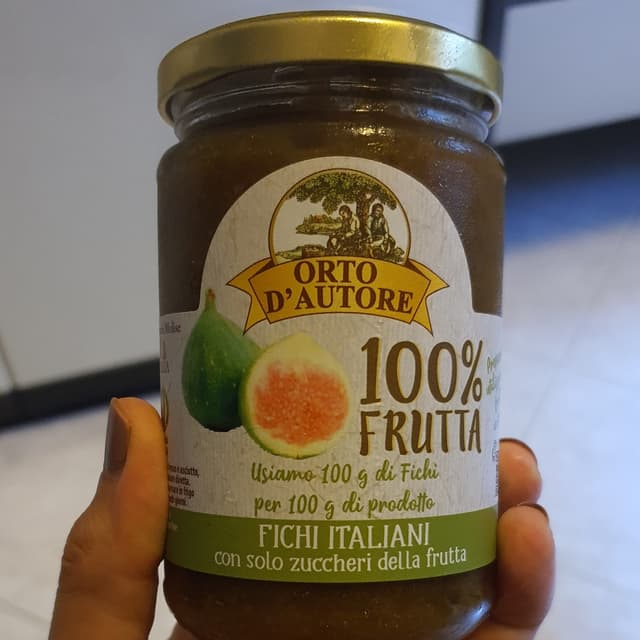 ORTO
D'AUTORE
100%
FRUTTA
Usiamo 100 g di Fichi
per 100 g di prodotto
FICHI ITALIANI
con solo zuccheri della frutta